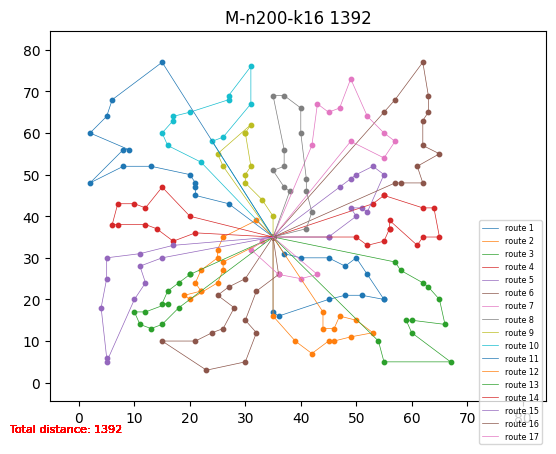 M-n200-k16 1392
80
70
60
50
40
30
20
10
0
0 10 20 30 40 50 60 70 80
route 1
route 2
route 3
route 4
route 5
route 6
route 7
route 8
route 9
route 10
route 11
route 12
route 13
route 14
route 15
route 16
route 17
Total distance: 1392